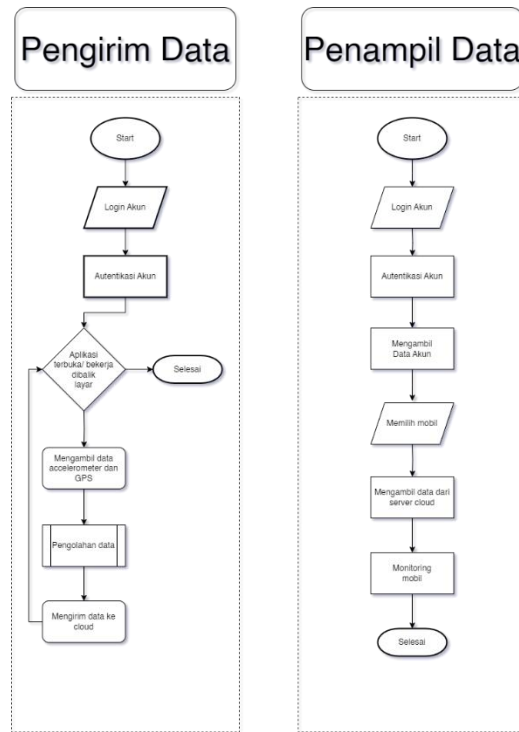 Pengirim Data
Start
Login Akun
Autentikasi Akun
Aplikasi
terbuka/ bekerja
dibalik
layar
Selesai
Mengambil data
accelerometer dan
GPS
Pengolahan data
Mengirim data ke
cloud
Penampil Data
Start
Login Akun
Autentikasi Akun
Mengambil
Data Akun
Memilih mobil
Mengambil data dari
server cloud
Monitoring
mobil
Selesai